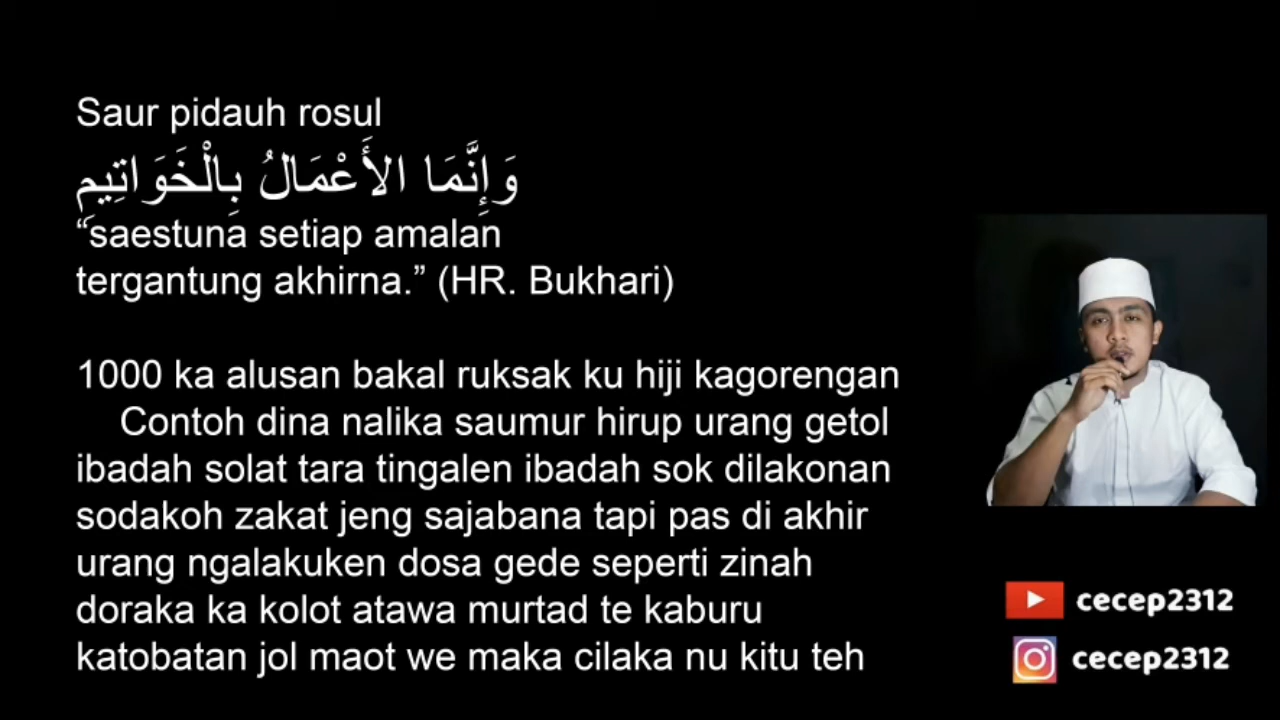 Saur pidauh rosul
وَإِنَّمَا الأَعْمَالُ بِالْخَوَاتِيمِ
“saestuna setiap amalan
tergantung akhirna.” (HR. Bukhari)
1000 ka alusan bakal ruksak ku hiji kagorengan
Contoh dina nalika saumur hirup urang getol
ibadah solat tara tingalen ibadah sok dilakonan
sodakoh zakat jeng sajabana tapi pas di akhir
urang ngalakuken dosa gede seperti zinah
doraka ka kolot atawa murtad te kaburu
katobatan jol maot we maka cilaka nu kitu teh
cecep2312
cecep2312